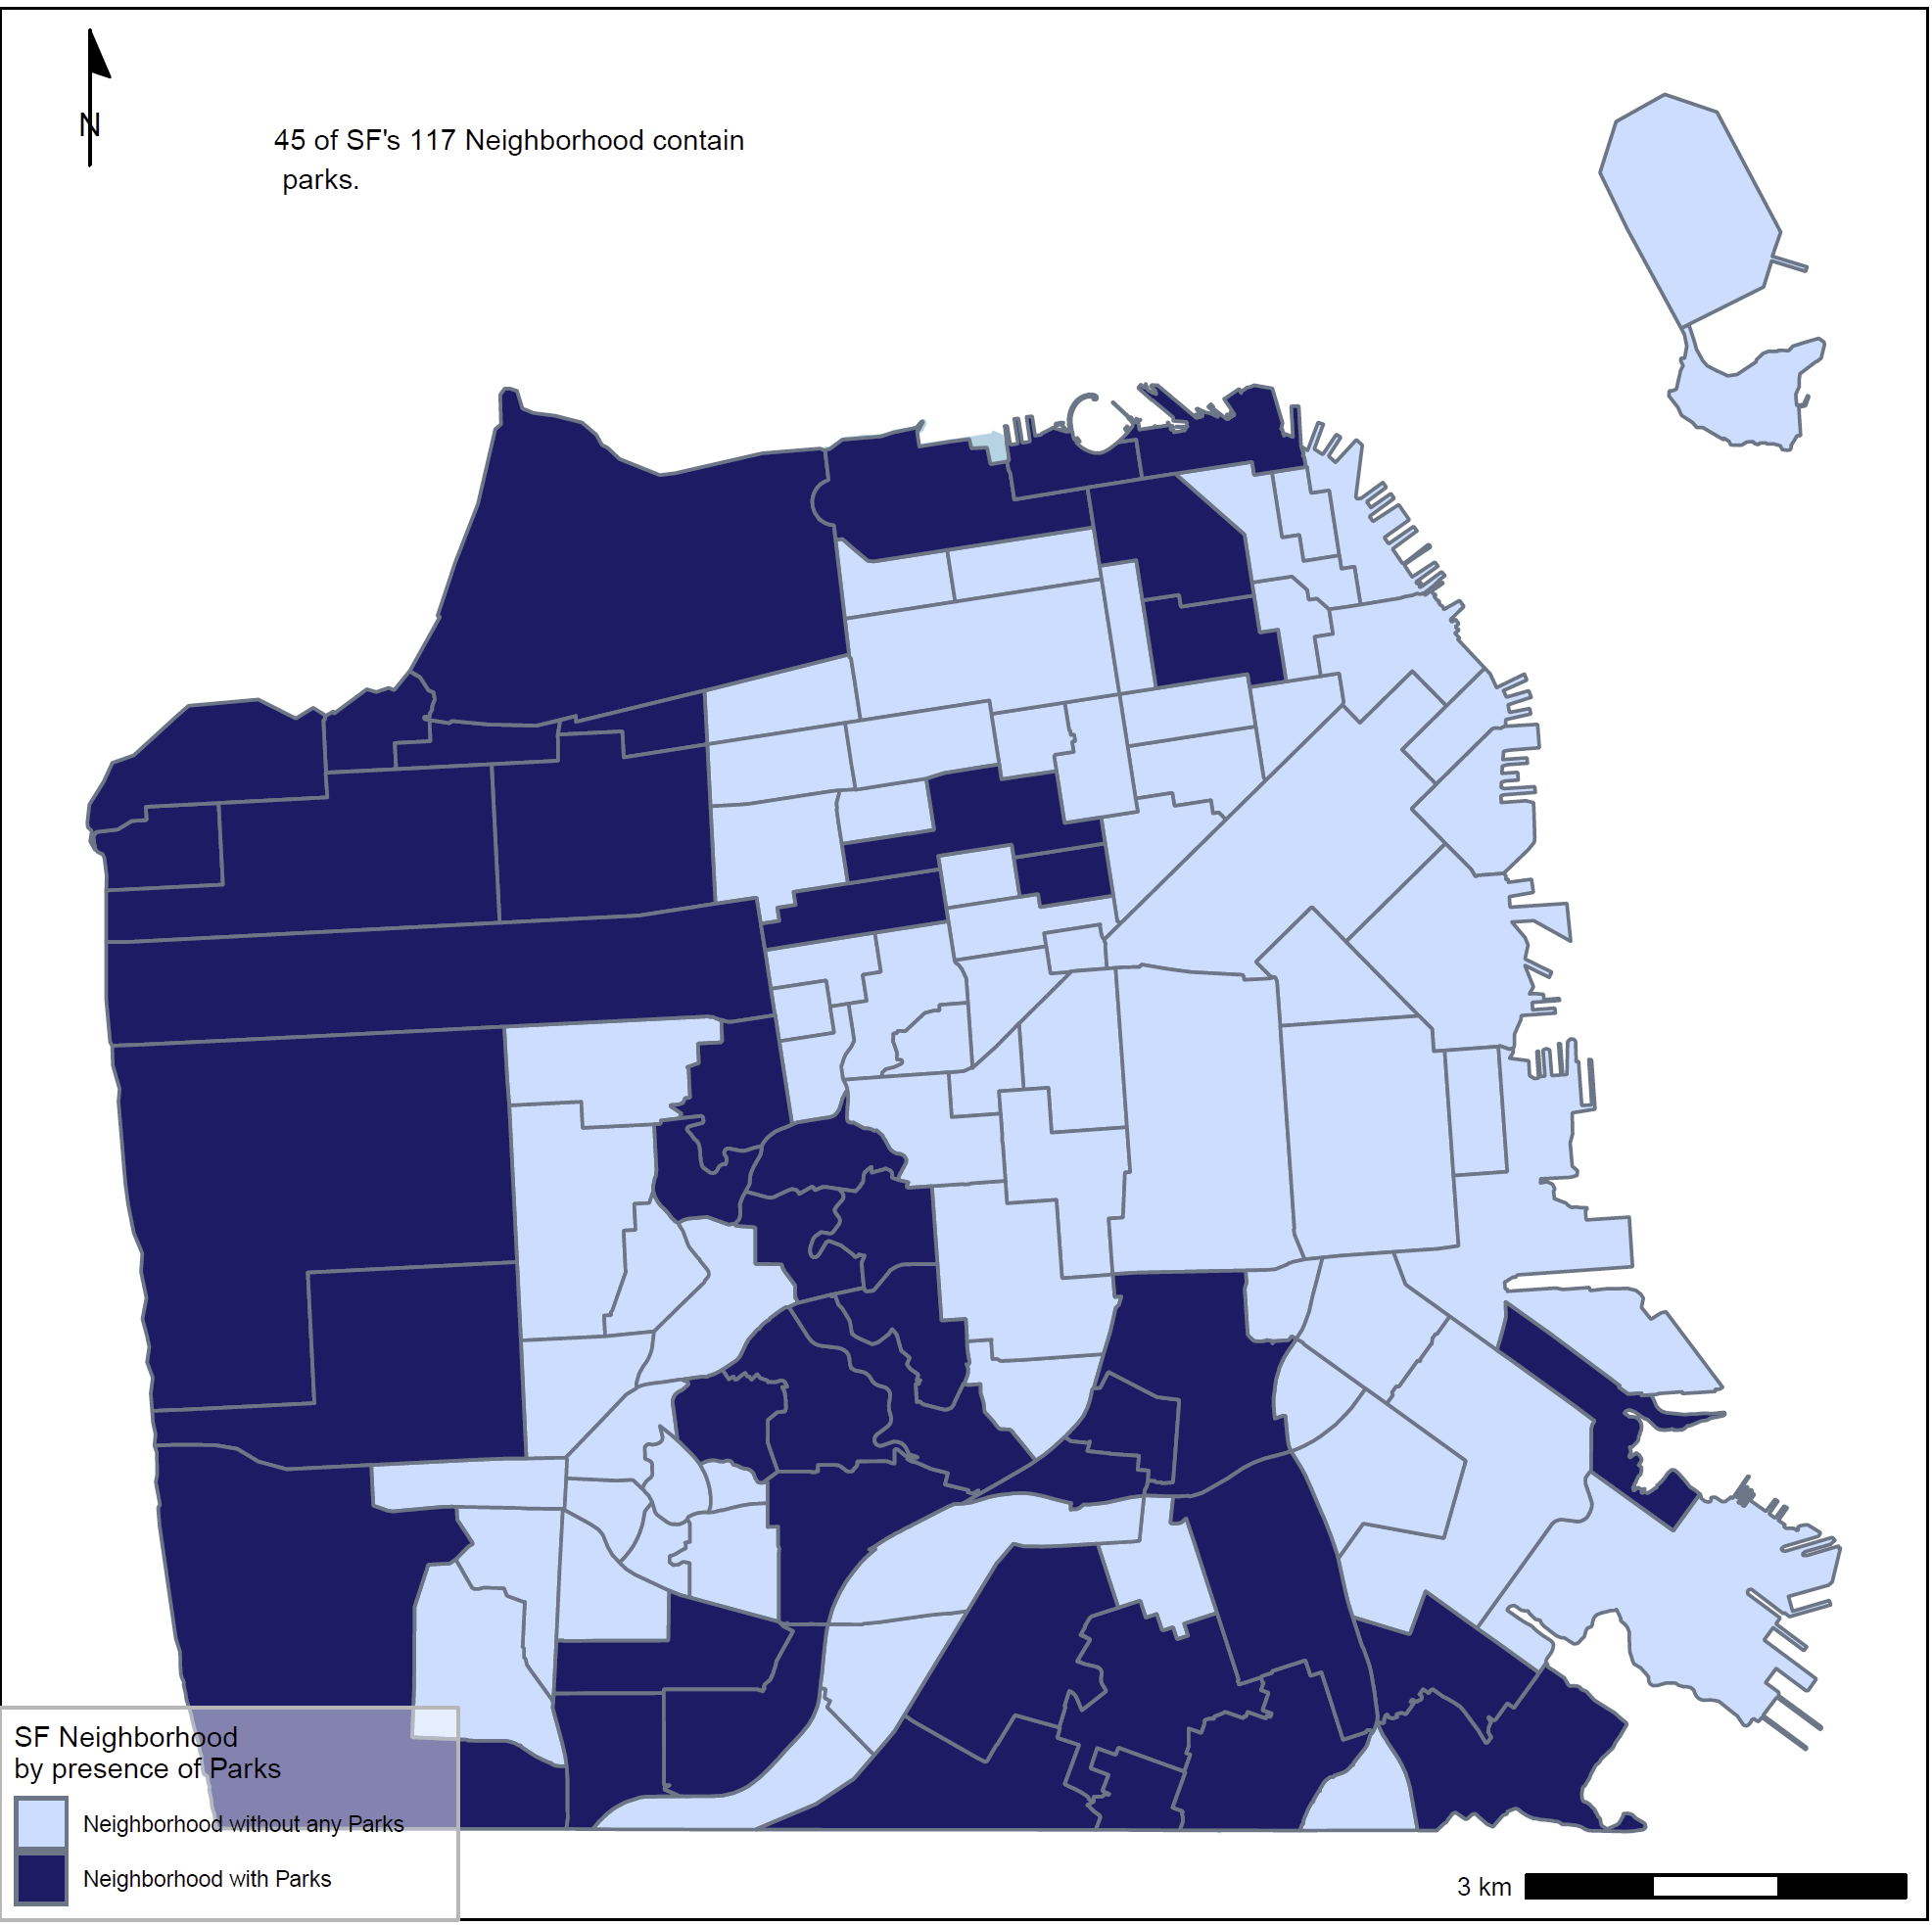 N
45 of SF's 117 Neighborhood contain
parks.
SF Neighborhood
by presence of Parks
Neighborhood without any Parks
Neighborhood with Parks
3 km